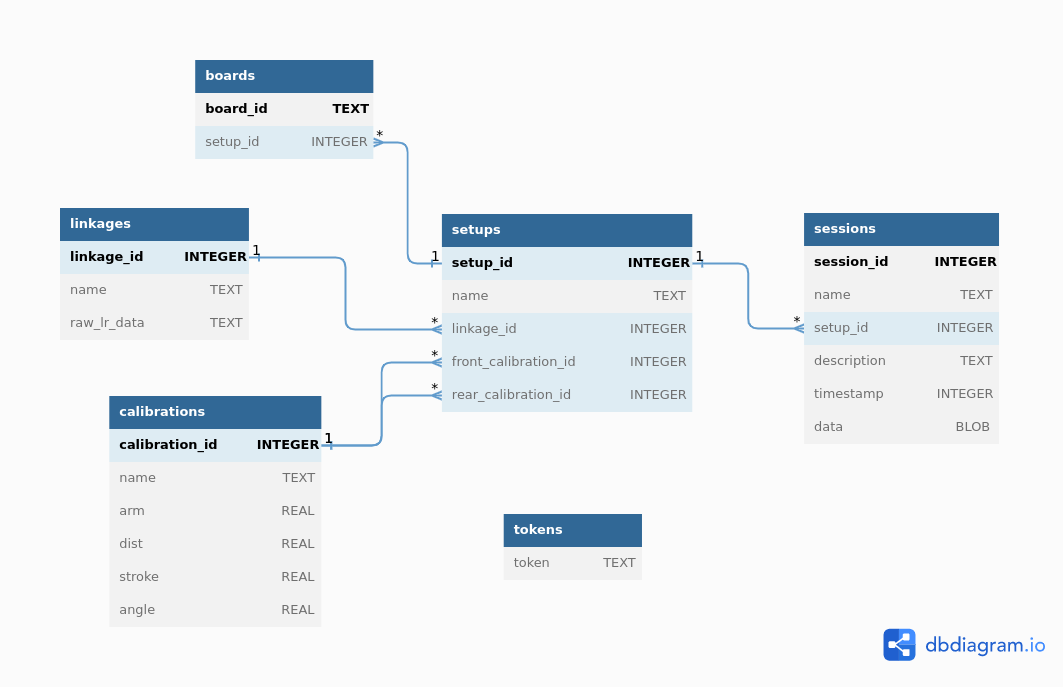 boards
board_id TEXT
setup_id INTEGER
*
linkages
linkage_id INTEGER
1
name TEXT
raw_lr_data TEXT
setups
1 setup_id INTEGER 1
name TEXT
* linkage_id INTEGER
* front_calibration_id INTEGER
* rear_calibration_id INTEGER
sessions
session_id INTEGER
name TEXT
* setup_id INTEGER
description TEXT
timestamp INTEGER
data BLOB
calibrations
calibration_id INTEGER
1
name TEXT
arm REAL
dist REAL
stroke REAL
angle REAL
tokens
token TEXT
dbdiagram.io